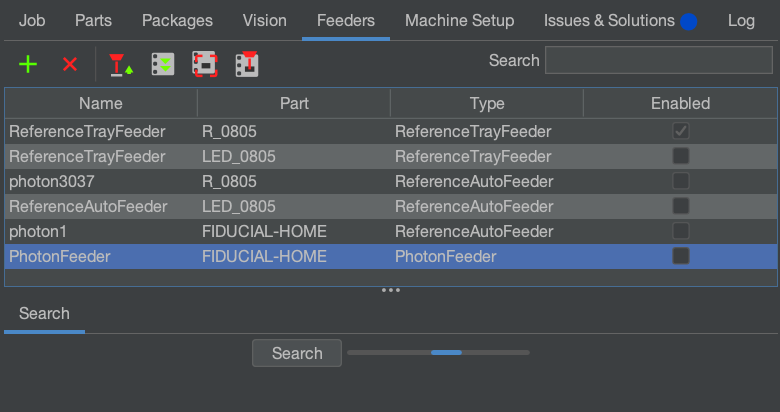 Job Parts Packages Vision Feeders Machine Setup Issues & Solutions Log
Search
Name Part Type Enabled
ReferenceTrayFeeder R_0805 ReferenceTrayFeeder
ReferenceTrayFeeder LED_0805 ReferenceTrayFeeder
photon3037 R_0805 ReferenceAutoFeeder
ReferenceAutoFeeder LED_0805 ReferenceAutoFeeder
photon1 FIDUCIAL-HOME ReferenceAutoFeeder
PhotonFeeder FIDUCIAL-HOME PhotonFeeder
Search
Search